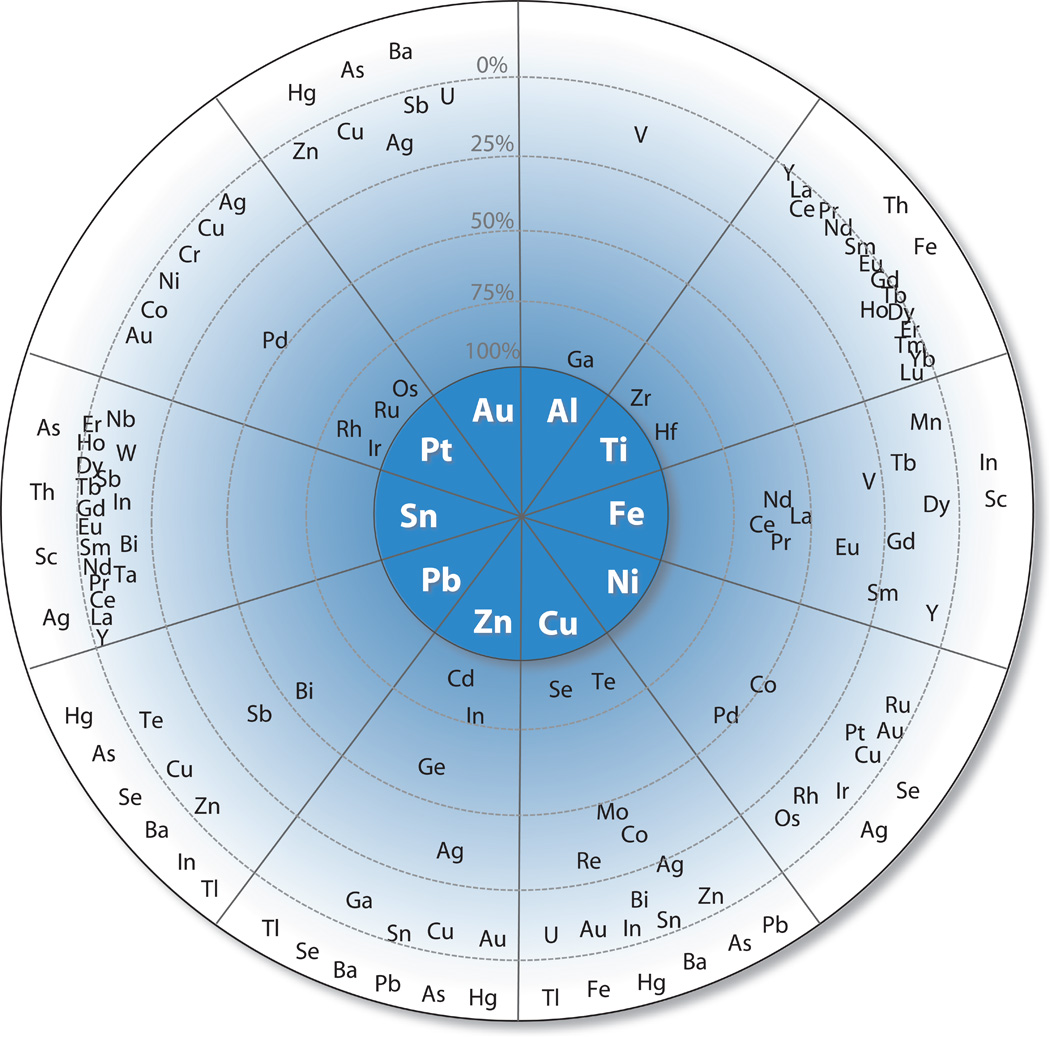 0%
25%
50%
75%
100%
Au
Al
Ti
Fe
Ni
Cu
Zn
Pb
Sn
Pt
V
Ga
Th
Fe
Y
La
Ce
Pr
Nd
Sm
Eu
Gd
Tb
Ho
Dy
Er
Tm
Yb
Lu
Zr
Hf
Mn
In
Sc
Tb
V
Dy
Nd
La
Ce
Pr
Eu
Gd
Sm
Y
Co
Pd
Ru
Pt
Au
Cu
Rh
Ir
Os
Se
Ag
Se
Te
Mo
Co
Re
Ag
Bi
Zn
U
Au
In
Sn
Pb
As
Ba
Hg
Fe
Tl
Cd
In
Ge
Ag
Ga
Sn
Cu
Au
Tl
Se
Ba
Pb
As
Hg
Bi
Sb
Te
Cu
Zn
Hg
As
Se
Ba
In
Tl
As
Th
Sc
Ag
Er
Nb
Ho
W
Dy
Sb
Tb
In
Gd
Eu
Sm
Bi
Nd
Ta
Pr
Ce
La
Y
Ag
Cu
Cr
Ni
Co
Au
Pd
Os
Ru
Rh
Ir
Ba
As
Hg
Sb
U
Cu
Ag
Zn